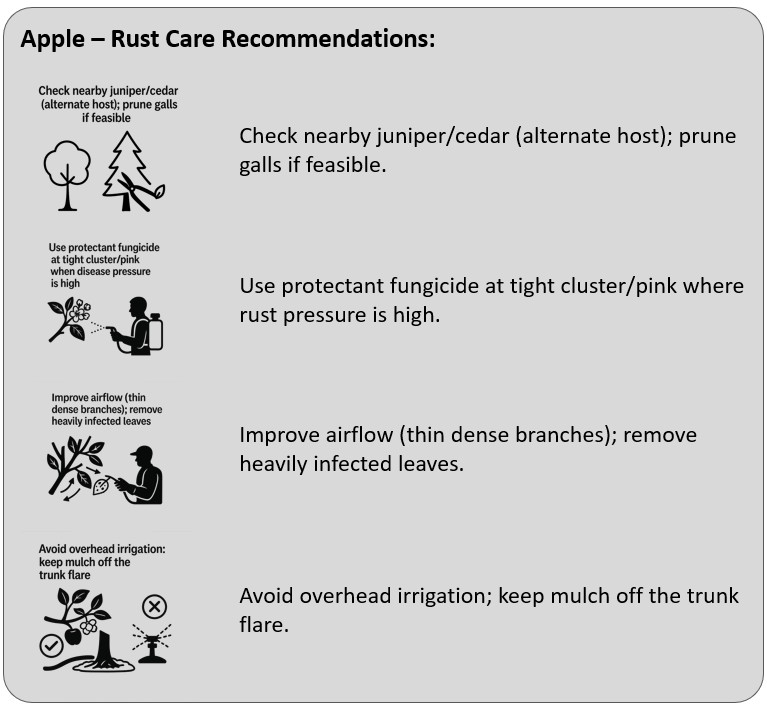 Apple – Rust Care Recommendations:
Check nearby juniper/cedar
(alternate host); prune galls
if feasible
Check nearby juniper/cedar (alternate host); prune
galls if feasible.
Use protectant fungicide
at tight cluster/pink
when disease pressure
is high
Use protectant fungicide at tight cluster/pink where
rust pressure is high.
Improve airflow (thin
dense branches); remove
heavily infected leaves
Improve airflow (thin dense branches); remove
heavily infected leaves.
Avoid overhead irrigation:
keep mulch off the
trunk flare
Avoid overhead irrigation; keep mulch off the trunk
flare.